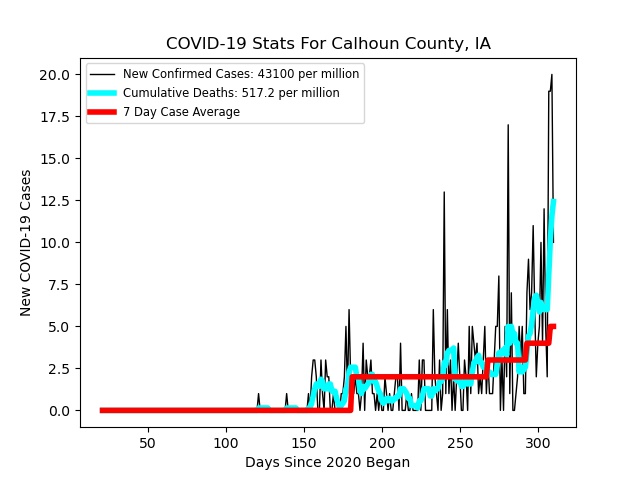 COVID-19 Stats For Calhoun County, IA
New Confirmed Cases: 43100 per million
Cumulative Deaths: 517.2 per million
7 Day Case Average
20.0
17.5
15.0
12.5
10.0
7.5
5.0
2.5
0.0
New COVID-19 Cases
50 100 150 200 250 300
Days Since 2020 Began